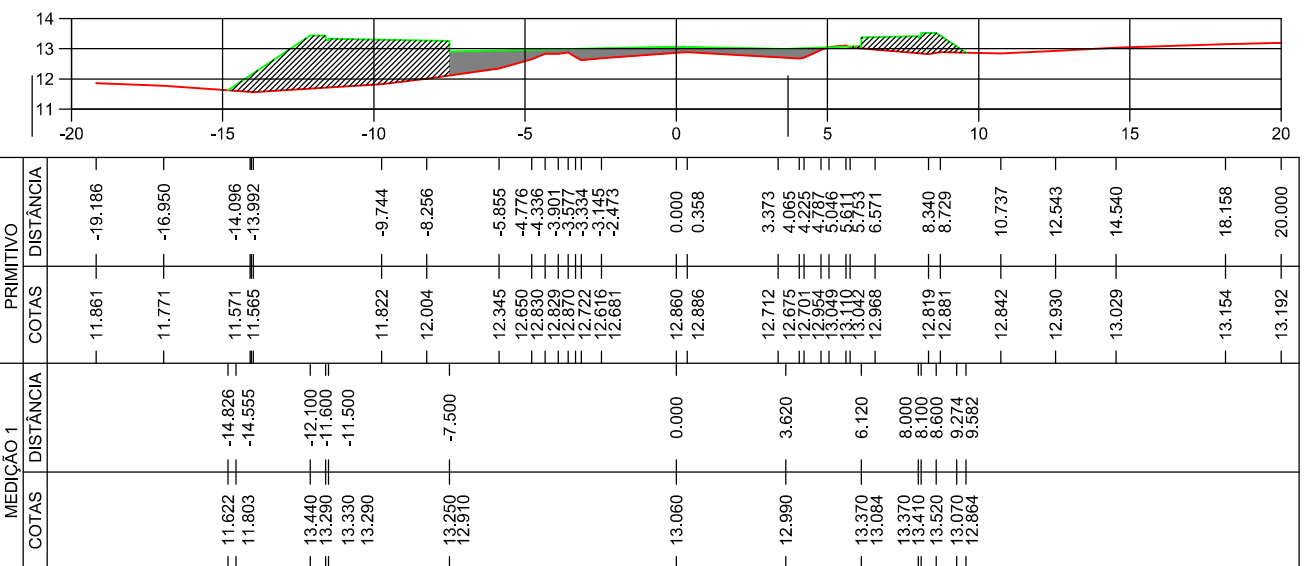 14
13
12
11
-20 -15 -10 -5 0 5 10 15 20
PRIMITIVO
DISTÂNCIA
-19.186 -16.950 -14.096 -13.992 -9.744 -8.256 -5.855 -4.776 -4.336 -3.901 -3.577 -3.334 -3.145 -2.473 0.000 0.358 3.373 4.065 4.225 4.787 5.046 5.611 5.753 6.571 8.340 8.729 10.737 12.543 14.540 18.158 20.000
COTAS
11.861 11.771 11.571 11.565 11.822 12.004 12.345 12.650 12.830 12.829 12.870 12.722 12.616 12.681 12.860 12.886 12.712 12.675 12.701 12.954 13.049 13.110 13.042 12.968 12.819 12.881 12.842 12.930 13.029 13.154 13.192
MEDIÇÃO 1
DISTÂNCIA
-14.826 -14.555 -12.100 -11.600 -11.500 -7.500 0.000 3.620 6.120 8.000 8.100 8.600 9.274 9.582
COTAS
11.622 11.803 13.440 13.290 13.330 13.290 13.250 12.910 13.060 12.990 13.370 13.084 13.370 13.410 13.520 13.070 12.864